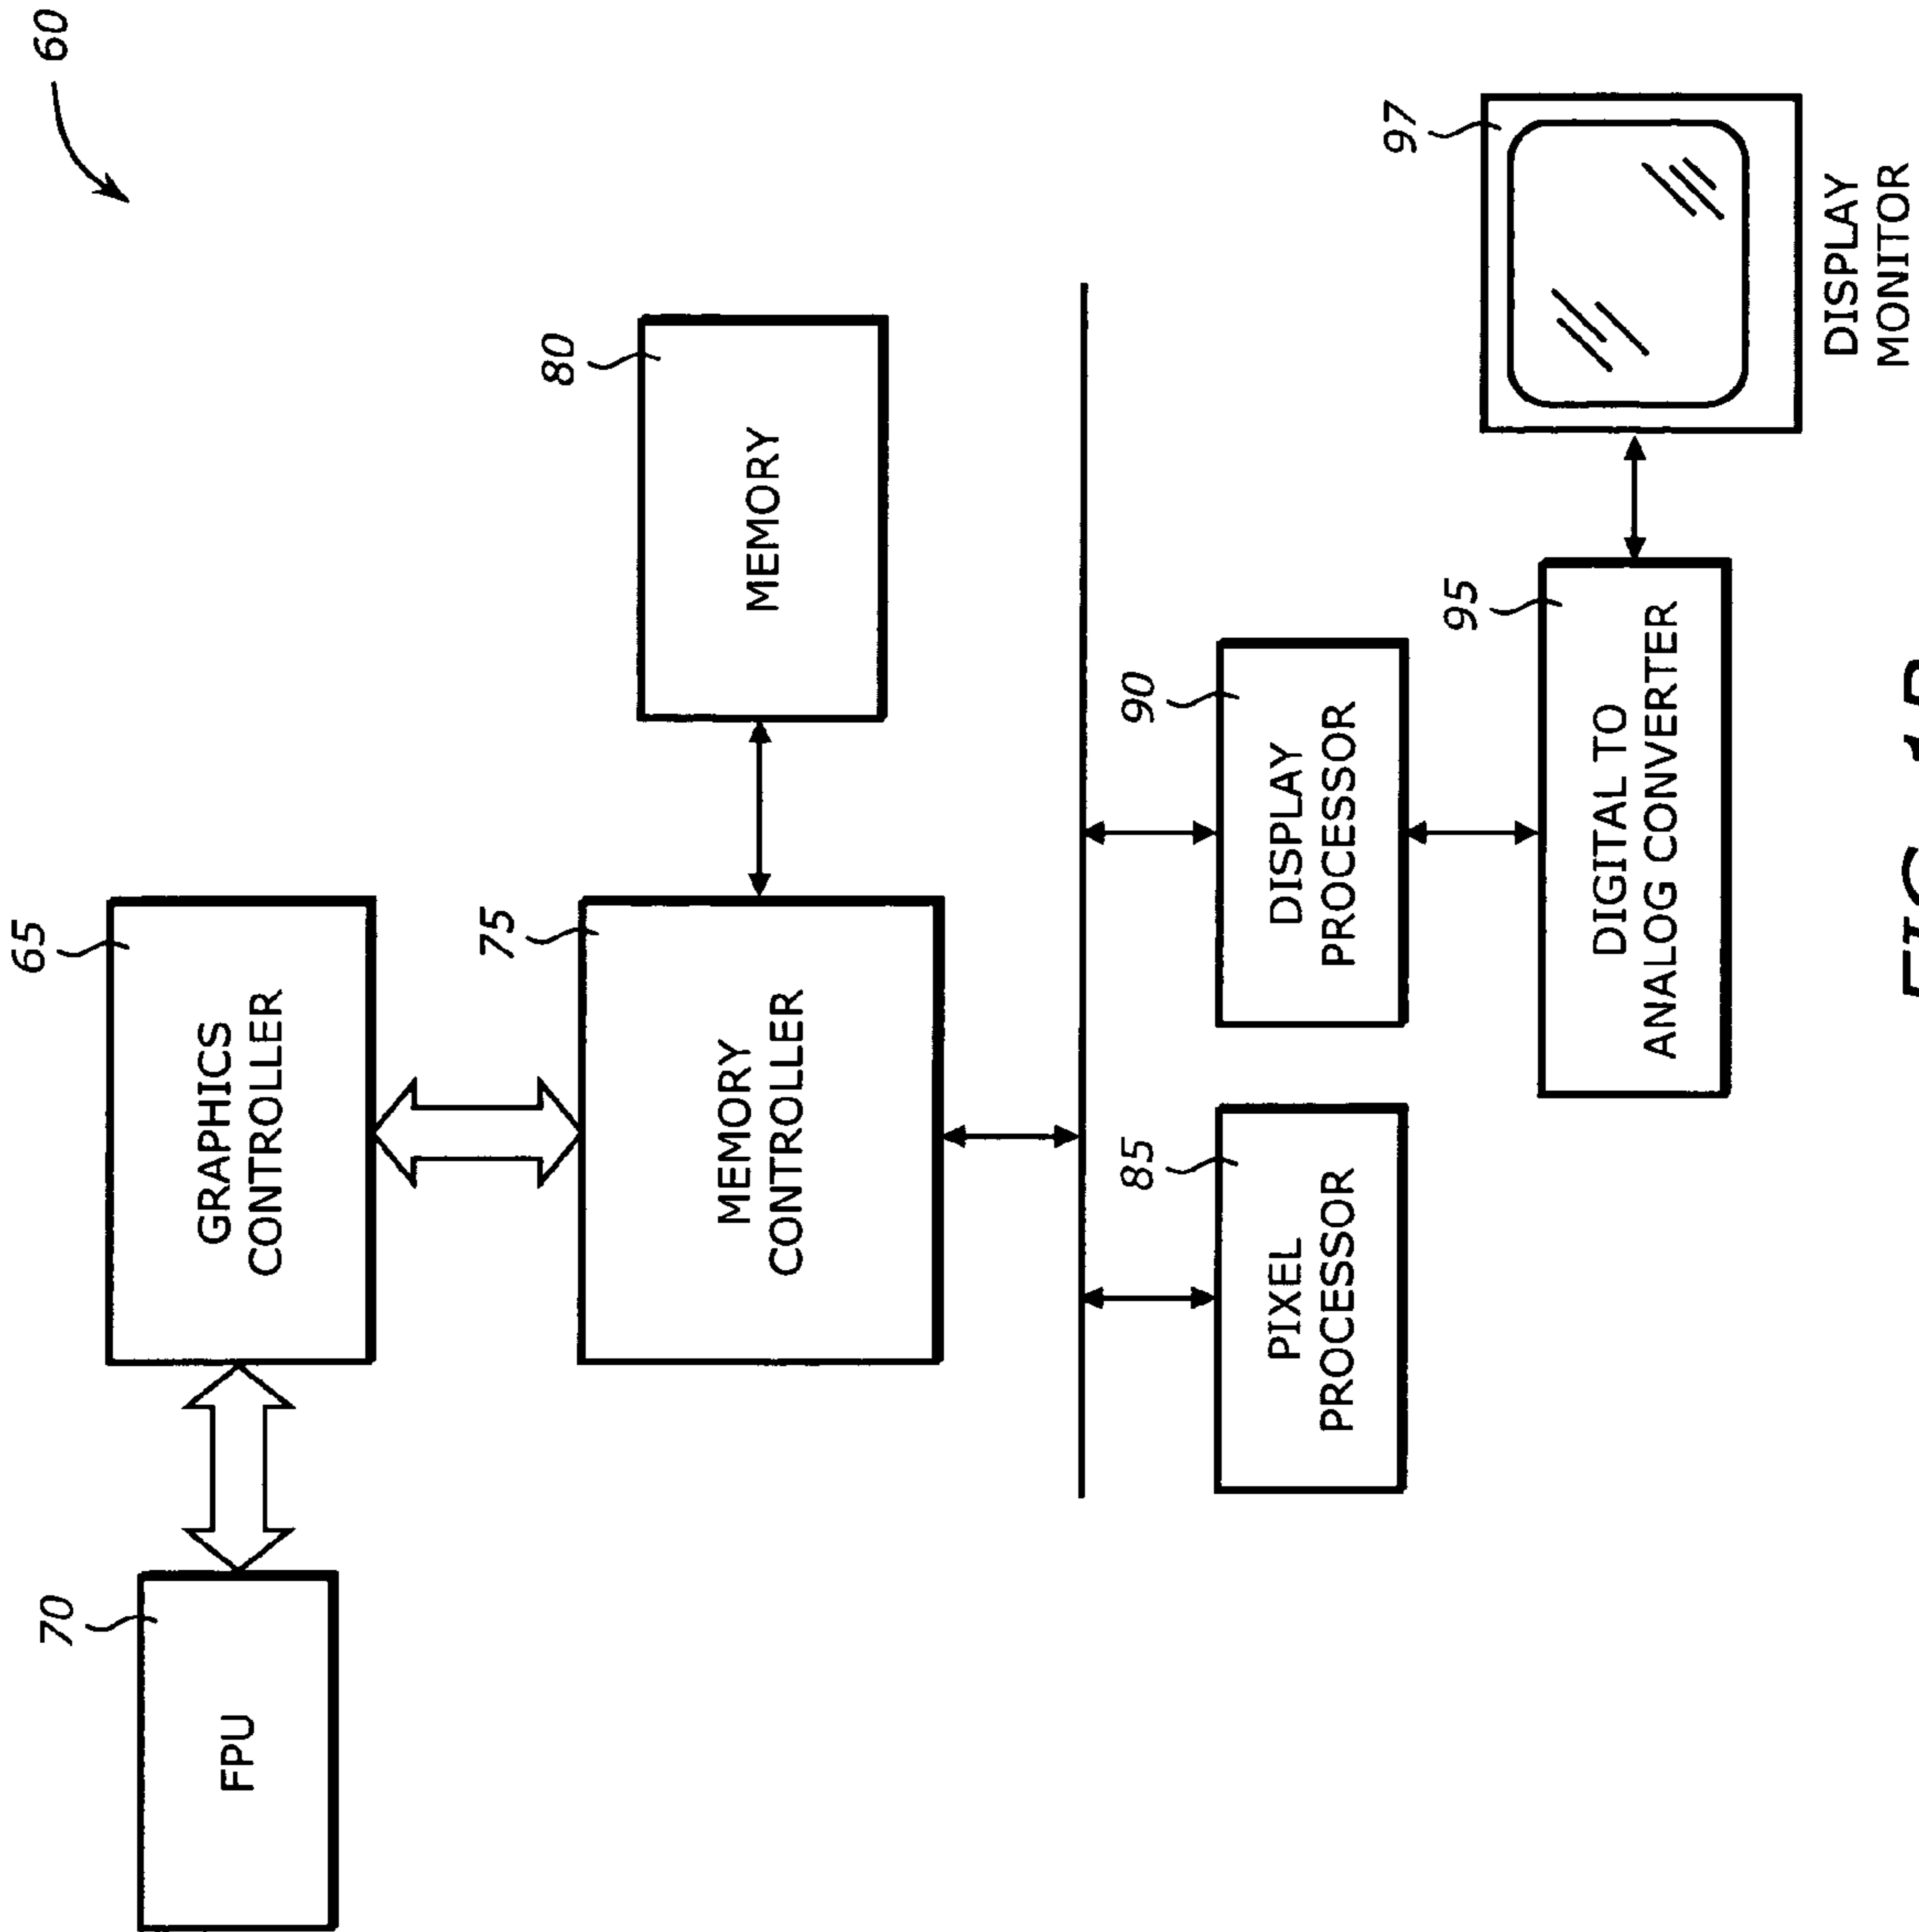 60
70
65
FPU
GRAPHICS
CONTROLLER
75
80
MEMORY
CONTROLLER
MEMORY
85
90
PIXEL
PROCESSOR
DISPLAY
PROCESSOR
95
97
DIGITAL TO
ANALOG CONVERTER
DISPLAY
MONITOR